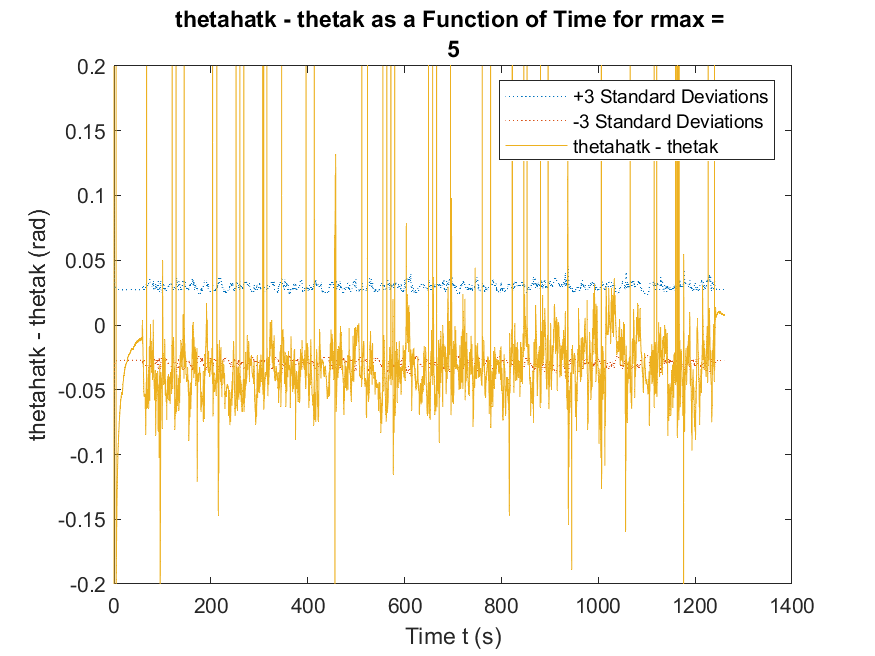 thetahatk - thetak as a Function of Time for rmax =
5
0.2
0.15
0.1
0.05
0
-0.05
-0.1
-0.15
-0.2
thetahatk - thetak (rad)
+3 Standard Deviations
-3 Standard Deviations
thetahatk - thetak
0 200 400 600 800 1000 1200 1400
Time t (s)